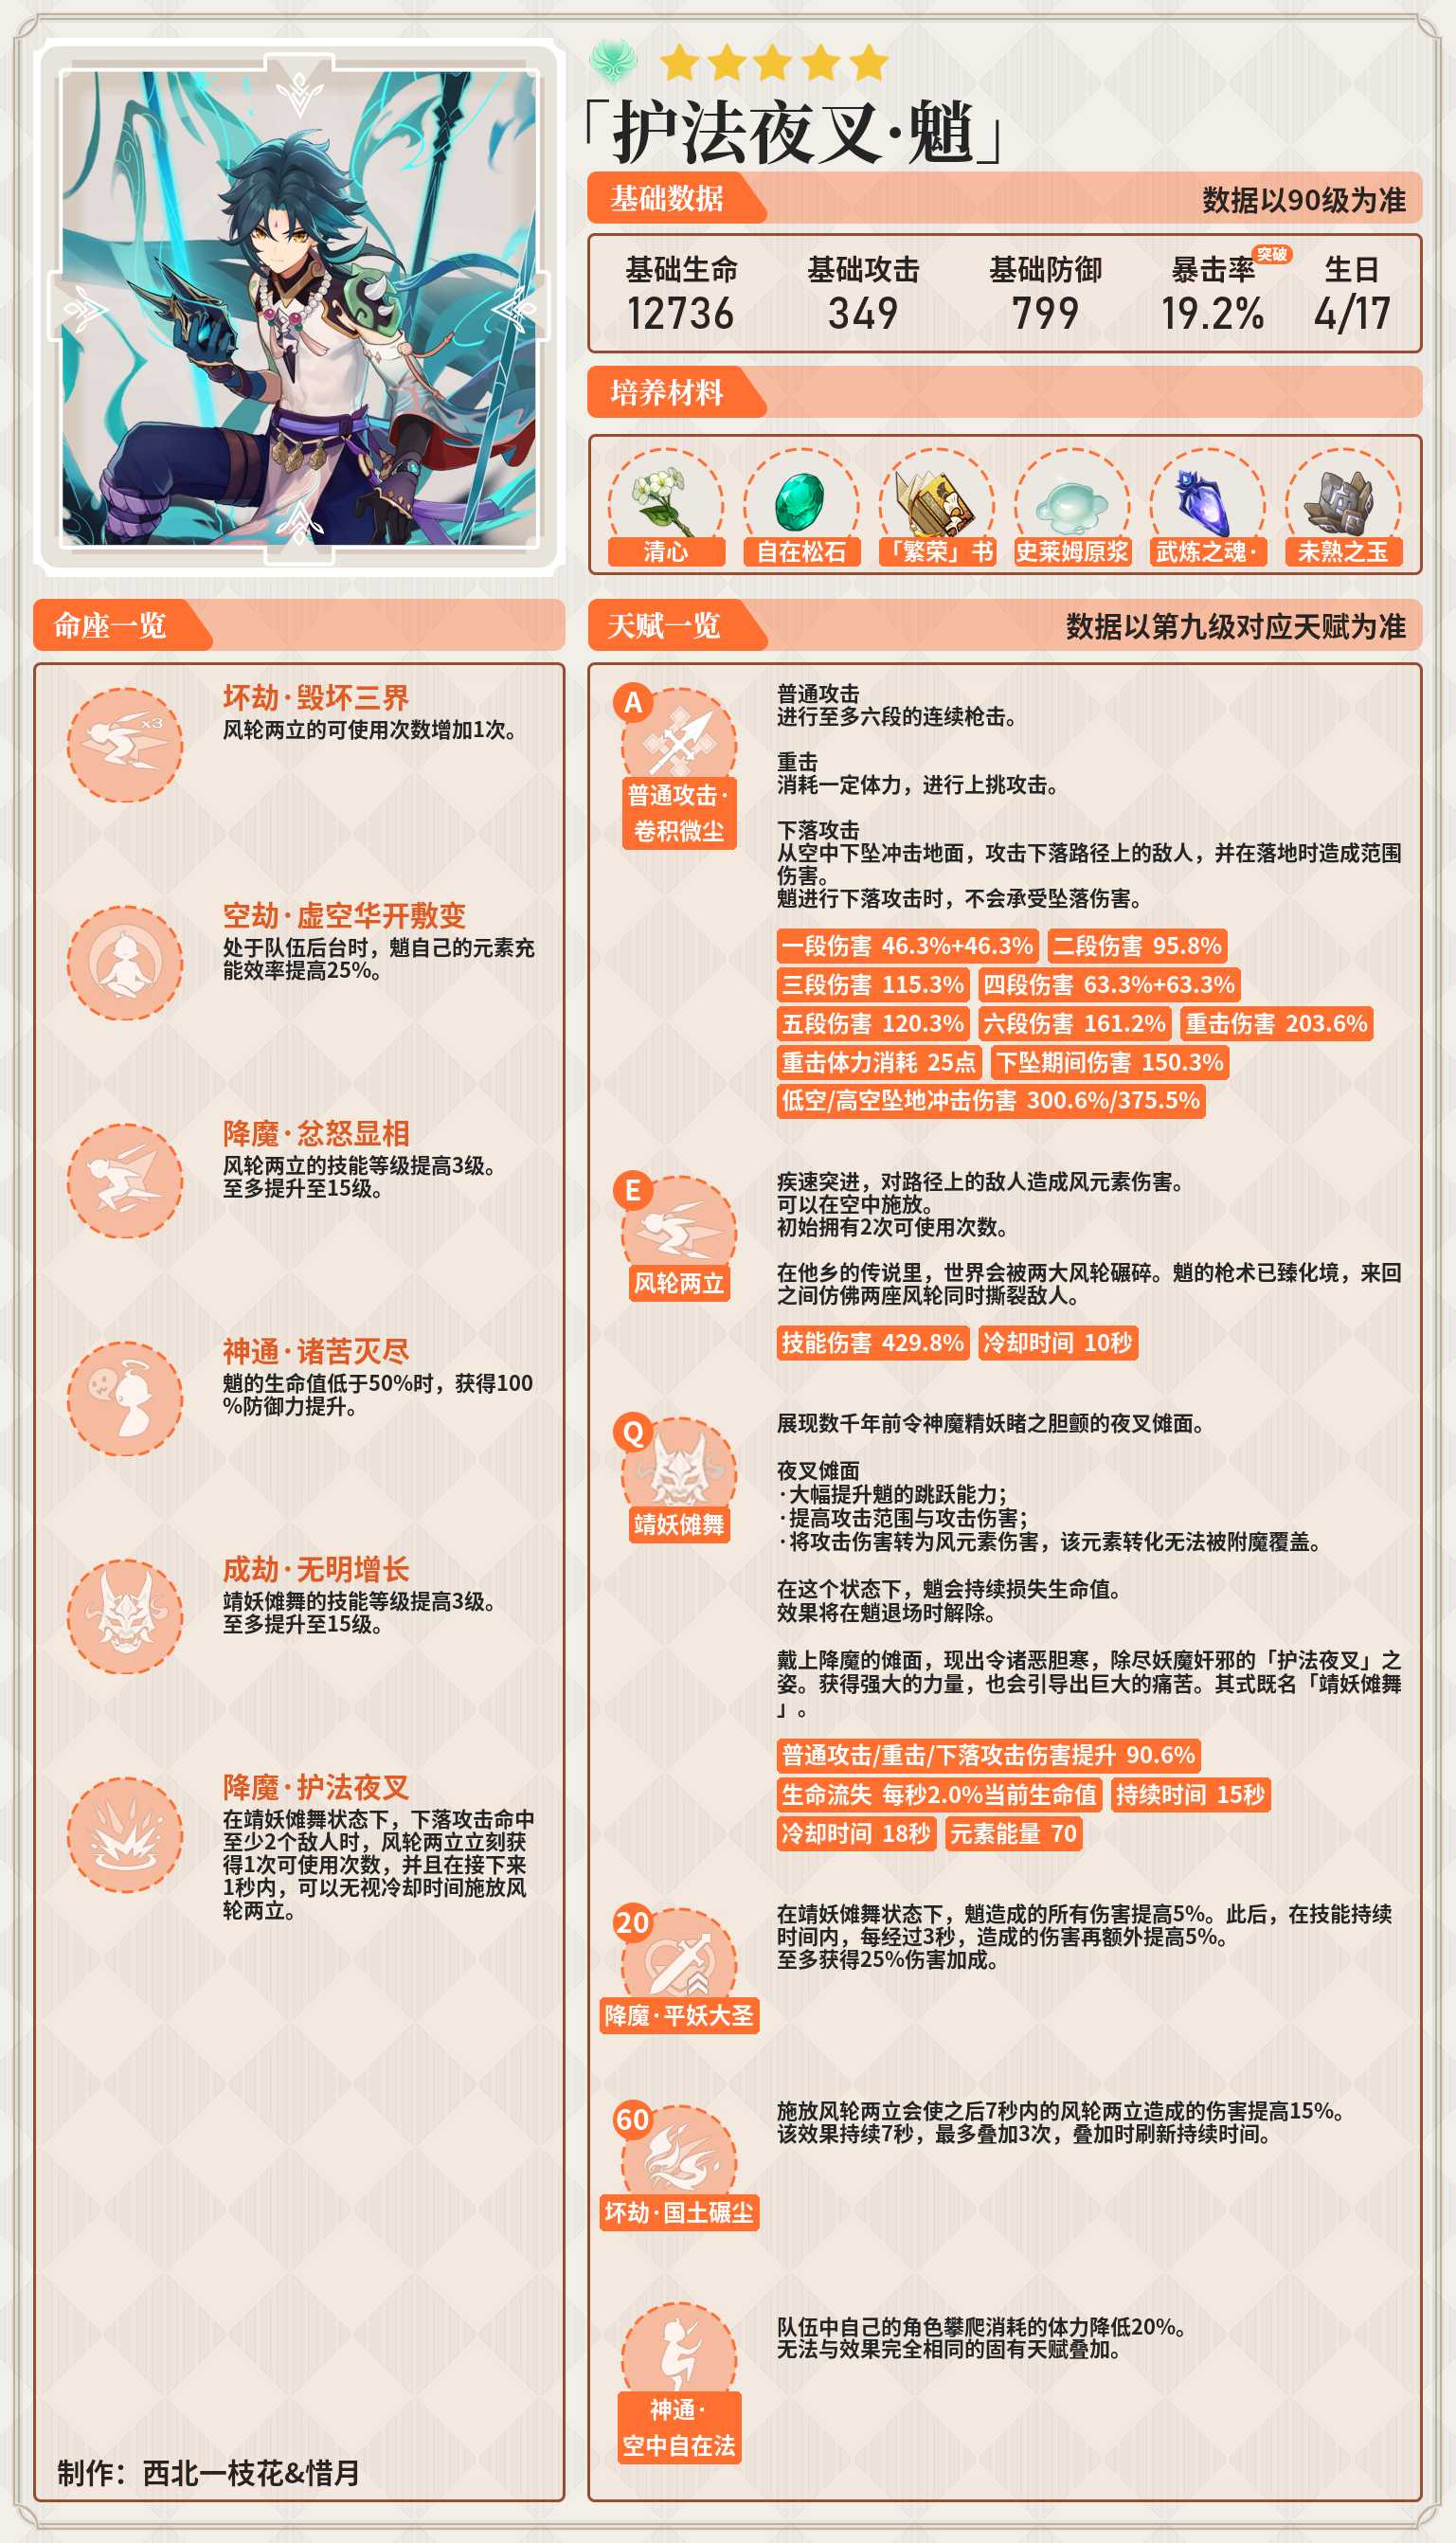 「护法夜叉·魈」
基础数据
数据以90级为准
基础生命
基础攻击
基础防御
暴击率
突破
生日
12736
349
799
19.2%
4/17
培养材料
清心
自在松石
「繁荣」书
史莱姆原浆
武炼之魂·
未熟之玉
命座一览
坏劫·毁坏三界
x3
风轮两立的可使用次数增加1次。
空劫·虚空华开敷变
处于队伍后台时，魈自己的元素充
能效率提高25%。
降魔·忿怒显相
风轮两立的技能等级提高3级。
至多提升至15级。
神通·诸苦灭尽
魈的生命值低于50%时，获得100
%防御力提升。
成劫·无明增长
靖妖傩舞的技能等级提高3级。
至多提升至15级。
降魔·护法夜叉
在靖妖傩舞状态下，下落攻击命中
至少2个敌人时，风轮两立立刻获
得1次可使用次数，并且在接下来
1秒内，可以无视冷却时间施放风
轮两立。
制作：西北一枝花&惜月
天赋一览
数据以第九级对应天赋为准
A
普通攻击·
卷积微尘
普通攻击
进行至多六段的连续枪击。
重击
消耗一定体力，进行上挑攻击。
下落攻击
从空中下坠冲击地面，攻击下落路径上的敌人，并在落地时造成范围
伤害。
魈进行下落攻击时，不会承受坠落伤害。
一段伤害 46.3%+46.3% 二段伤害 95.8%
三段伤害 115.3% 四段伤害 63.3%+63.3%
五段伤害 120.3% 六段伤害 161.2% 重击伤害 203.6%
重击体力消耗 25点 下坠期间伤害 150.3%
低空/高空坠地冲击伤害 300.6%/375.5%
E
风轮两立
疾速突进，对路径上的敌人造成风元素伤害。
可以在空中施放。
初始拥有2次可使用次数。
在他乡的传说里，世界会被两大风轮碾碎。魈的枪术已臻化境，来回
之间仿佛两座风轮同时撕裂敌人。
技能伤害 429.8% 冷却时间 10秒
Q
靖妖傩舞
展现数千年前令神魔精妖睹之胆颤的夜叉傩面。
夜叉傩面
·大幅提升魈的跳跃能力；
·提高攻击范围与攻击伤害；
·将攻击伤害转为风元素伤害，该元素转化无法被附魔覆盖。
在这个状态下，魈会持续损失生命值。
效果将在魈退场时解除。
戴上降魔的傩面，现出令诸恶胆寒，除尽妖魔奸邪的「护法夜叉」之
姿。获得强大的力量，也会引导出巨大的痛苦。其式既名「靖妖傩舞
」。
普通攻击/重击/下落攻击伤害提升 90.6%
生命流失 每秒2.0%当前生命值 持续时间 15秒
冷却时间 18秒 元素能量 70
20
降魔·平妖大圣
在靖妖傩舞状态下，魈造成的所有伤害提高5%。此后，在技能持续
时间内，每经过3秒，造成的伤害再额外提高5%。
至多获得25%伤害加成。
60
坏劫·国土碾尘
施放风轮两立会使之后7秒内的风轮两立造成的伤害提高15%。
该效果持续7秒，最多叠加3次，叠加时刷新持续时间。
神通·
空中自在法
队伍中自己的角色攀爬消耗的体力降低20%。
无法与效果完全相同的固有天赋叠加。